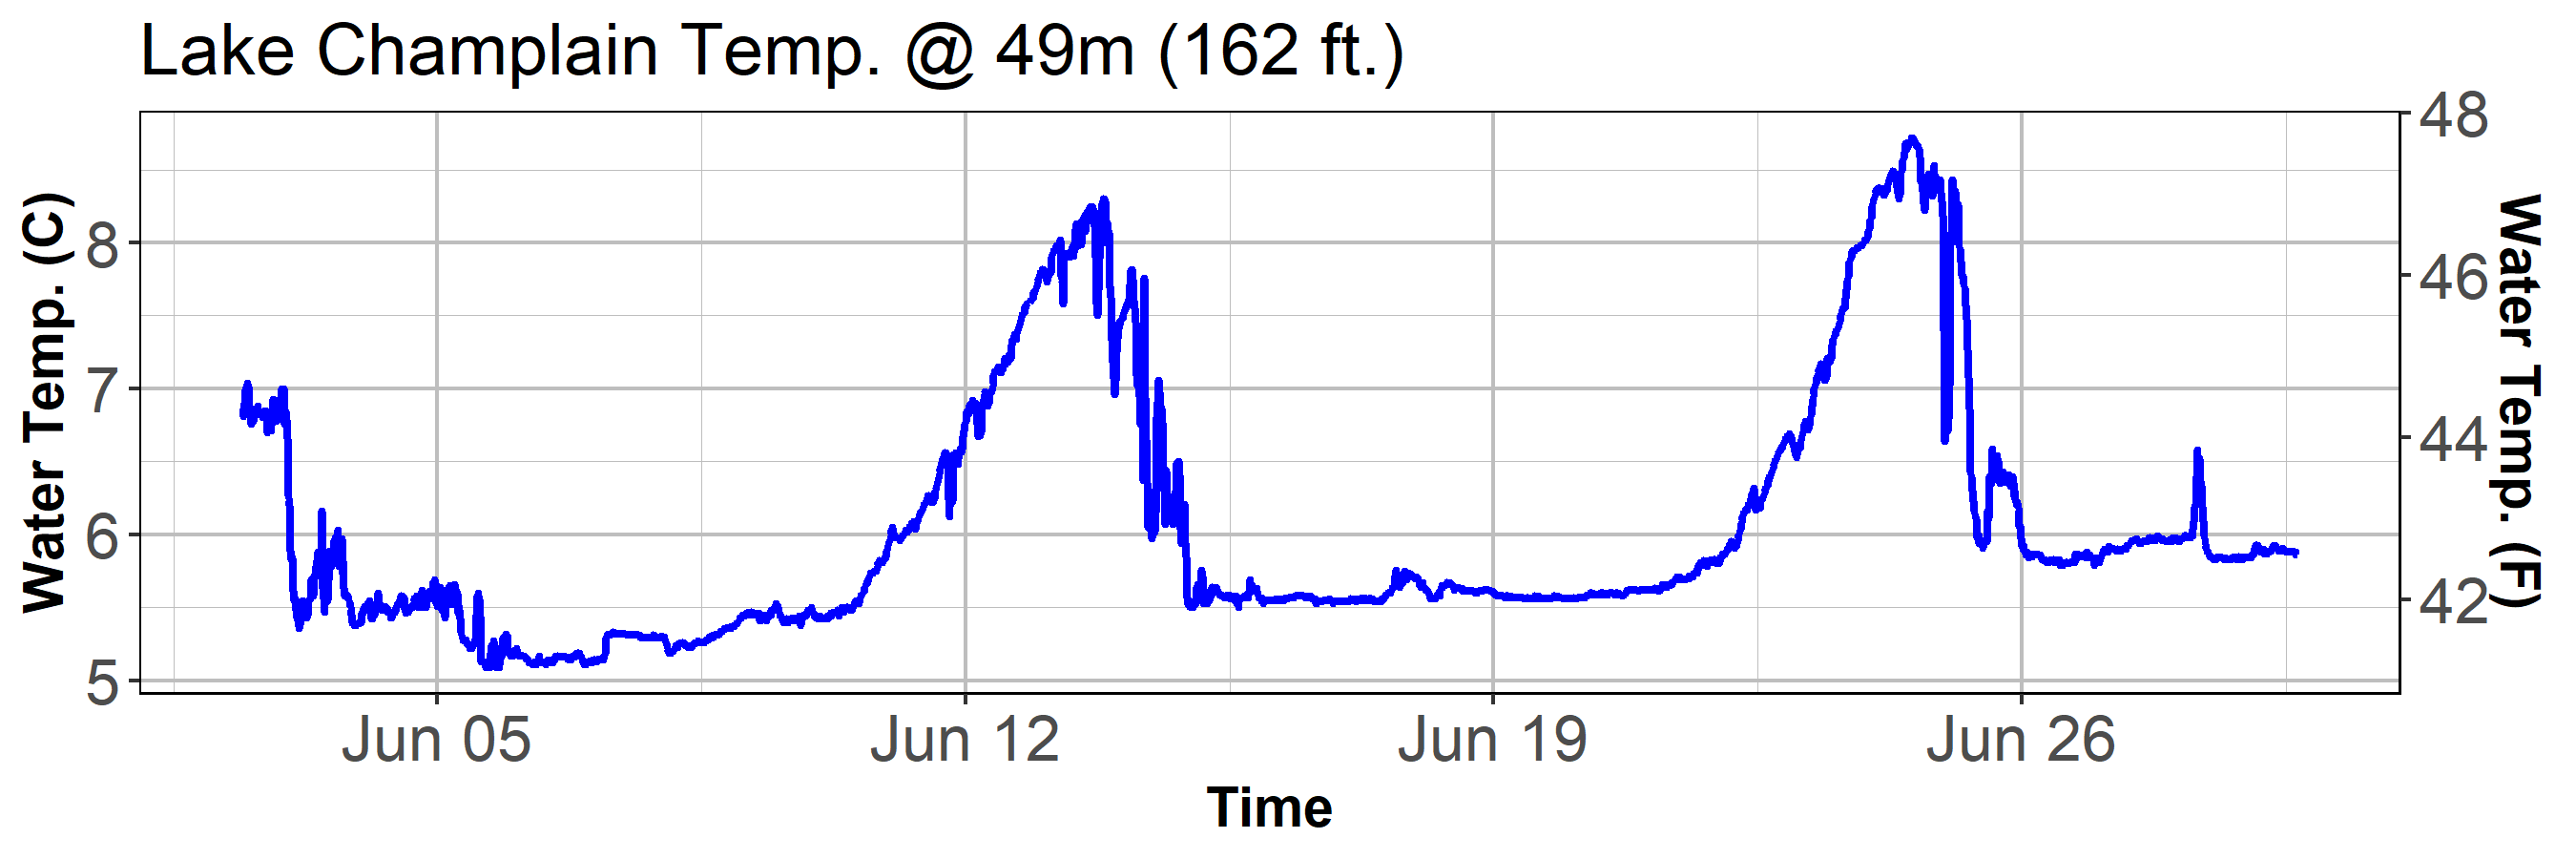 Lake Champlain Temp. @ 49m (162 ft.)
Water Temp. (C)
8
7
6
5
48
46
44
42
Water Temp. (F)
Jun 05
Jun 12
Jun 19
Jun 26
Time